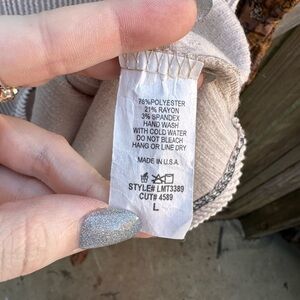 76%POLYESTER
21% RAYON
3% SPANDEX
HAND WASH
WITH COLD WATER
DO NOT BLEACH
HANG OR LINE DRY
MADE IN U.S.A
STYLE# LMT3389
CUT# 4589
L